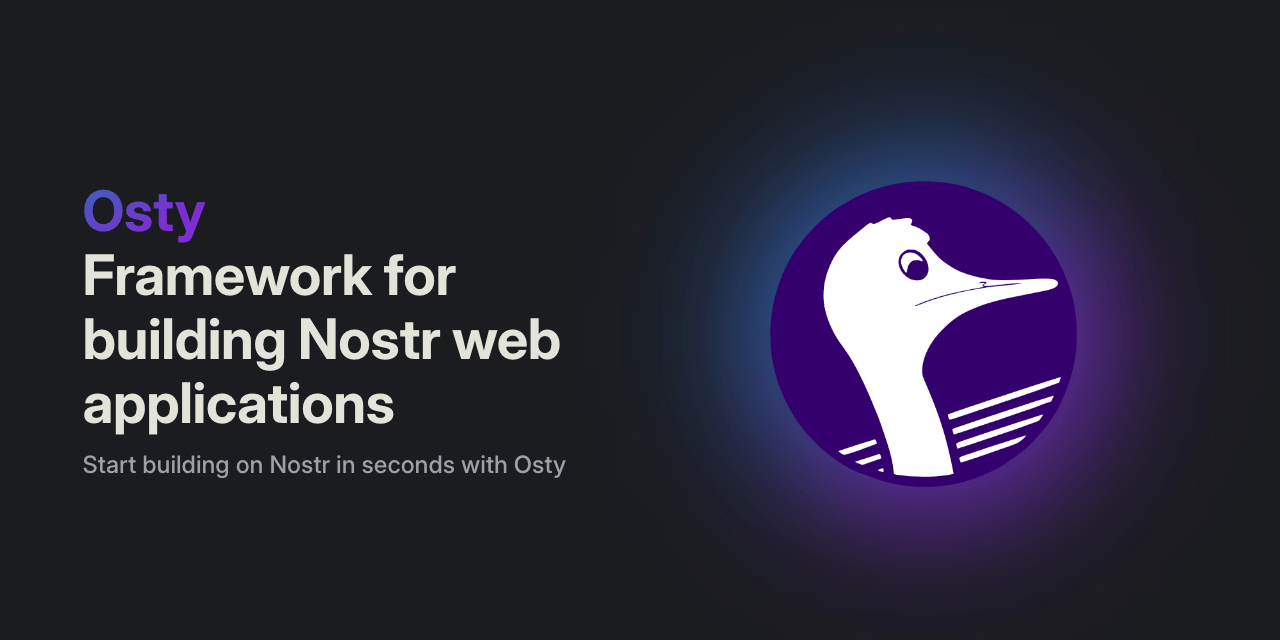 Osty
Framework for
building Nostr web
applications
Start building on Nostr in seconds with Osty